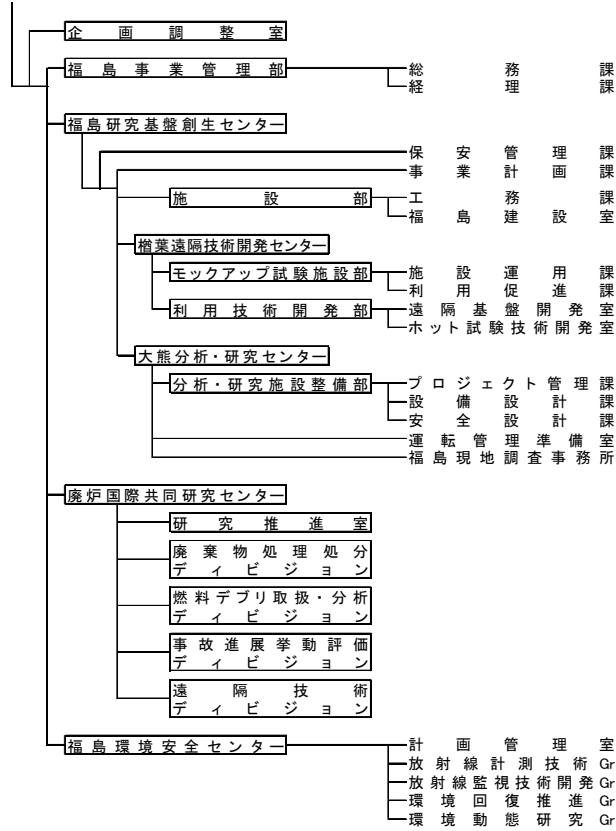 企画調整室
福島事業管理部
総務課
経理課
福島研究基盤創生センター
保安管理課
事業計画課
施設部
工務課
福島建設室
楢葉遠隔技術開発センター
モックアップ試験施設部
施設運用課
利用促進課
利用技術開発部
遠隔基盤開発室
ホット試験技術開発室
大熊分析・研究センター
分析・研究施設整備部
プロジェクト管理課
設備設計課
安全設計課
運転管理準備室
福島現地調査事務所
廃炉国際共同研究センター
研究推進室
廃棄物処理処分
ディビジョン
燃料デブリ取扱・分析
ディビジョン
事故進展挙動評価
ディビジョン
遠隔技術
ディビジョン
福島環境安全センター
計画管理室
放射線計測技術Gr
放射線監視技術開発Gr
環境回復推進Gr
環境動態研究Gr